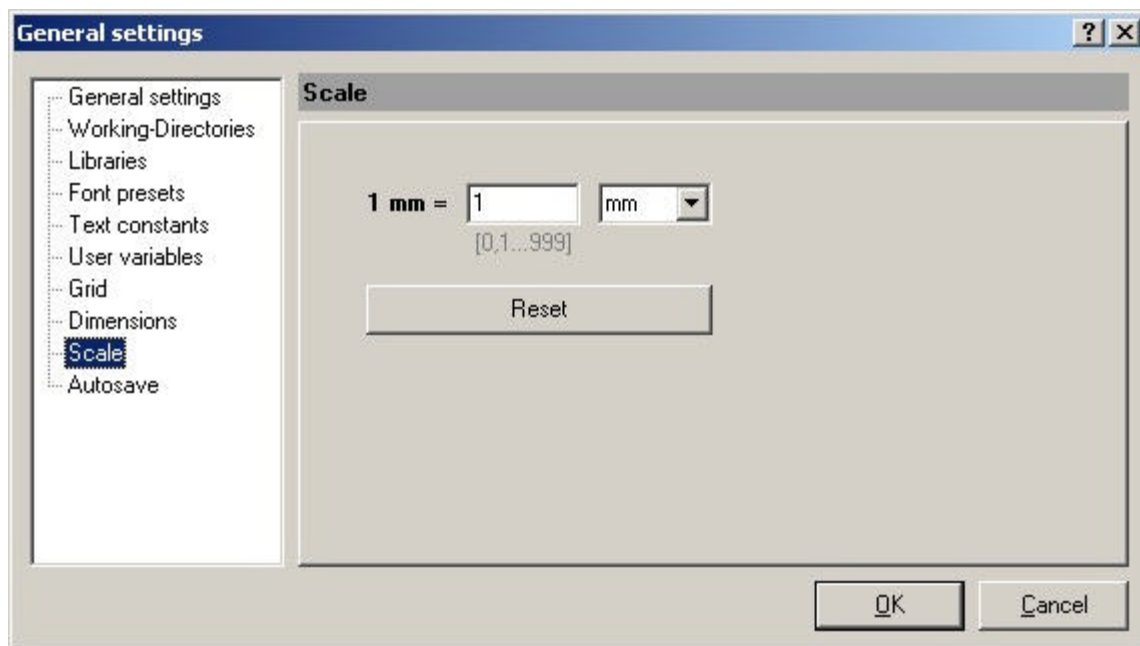 General settings
General settings
Working-Directories
Libraries
Font presets
Text constants
User variables
Grid
Dimensions
Scale
Autosave
Scale
1 mm = 1 mm
[0,1...999]
Reset
OK Cancel